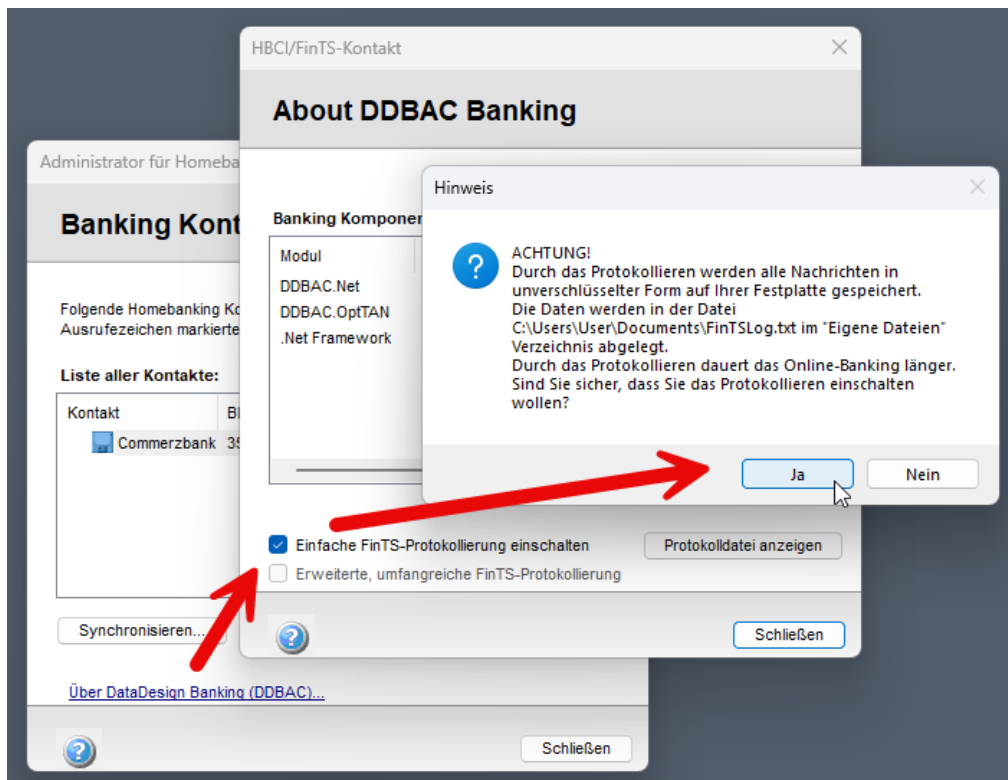 HBCI/FinTS-Kontakt
About DDBAC Banking
Administrator für
Banking
Hinweis
Banking
Modul
DDBAC.Net
DDBAC.OptTAN
.Net Framework
ACHTUNG!
Durch das Protokollieren werden alle Nachrichten in
unverschlüsselter Form auf Ihrer Festplatte gespeichert.
Die Daten werden in der Datei
C:\Users\User\Documents\FinTSLog.txt im "Eigene Dateien"
Verzeichnis abgelegt.
Durch das Protokollieren dauert das Online-Banking länger.
Sind Sie sicher, dass Sie das Protokollieren einschalten
wollen?
Ja
Nein
Folgende Homebanking
Ausrufezeichen markierte
Liste aller Kontakte:
Kontakt
Commerzbank
Einfache FinTS-Protokollierung einschalten
Protokolldatei anzeigen
Erweiterte, umfangreiche FinTS-Protokollierung
Synchronisieren...
Schließen
Über DataDesign Banking (DDBAC)...
Schließen